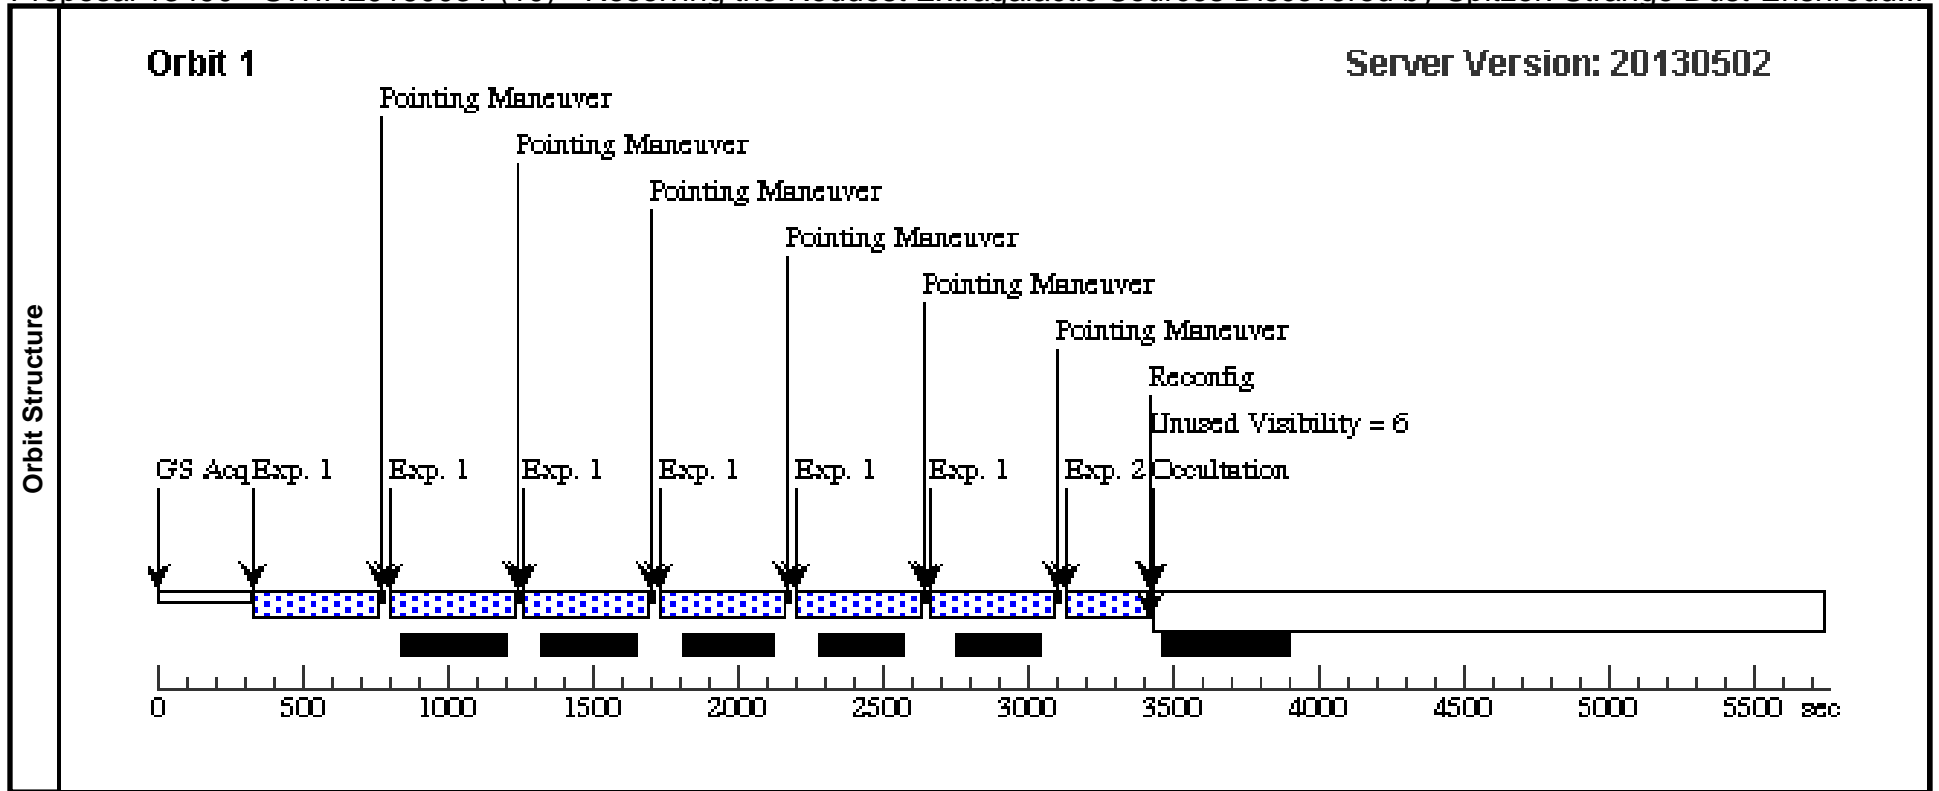 Orbit 1
Server Version: 20130502
Pointing Maneuver
Pointing Maneuver
Pointing Maneuver
Pointing Maneuver
Pointing Maneuver
Pointing Maneuver
Reconfig
Unused Visibility = 6
GS Acq Exp. 1 Exp. 1 Exp. 1 Exp. 1 Exp. 1 Exp. 1 Exp. 2 Occultation
Orbit Structure
0 500 1000 1500 2000 2500 3000 3500 4000 4500 5000 5500 sec